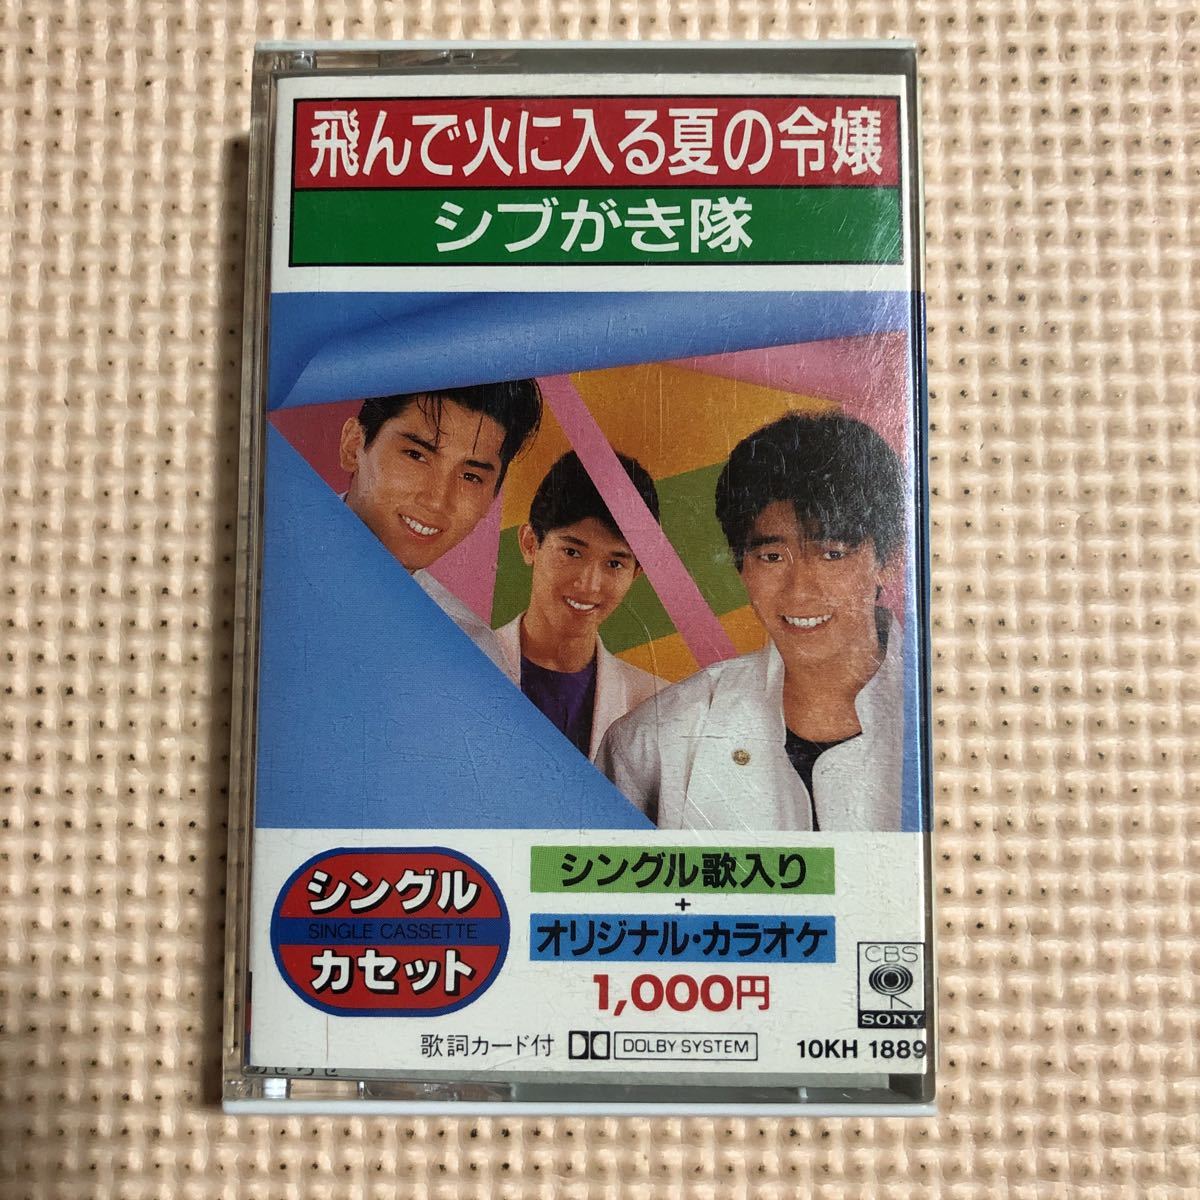 飛んで火に入る夏の令嬢
シブがき隊
シングル
SINGLE CASSETTE
カセット
シングル歌入り
+
オリジナル・カラオケ
1,000円
CBS
SONY
歌詞カード付 DOLBY SYSTEM 10KH 1889